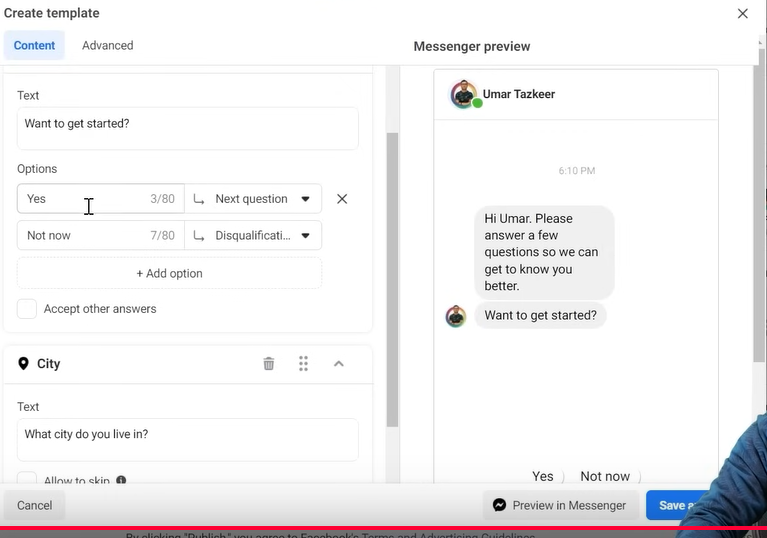 Create template
Content
Advanced
Messenger preview
Text
Want to get started?
Options
Yes
3/80
Next question
Not now
7/80
Disqualificati...
+ Add option
Accept other answers
City
Text
What city do you live in?
Allow to skip
Cancel
Umar Tazkeer
6:10 PM
Hi Umar. Please
answer a few
questions so we can
get to know you
better.
Want to get started?
Yes
Not now
Preview in Messenger
Save
By clicking "Publish," you agree to Facebook's Terms and Advertising Guidelines